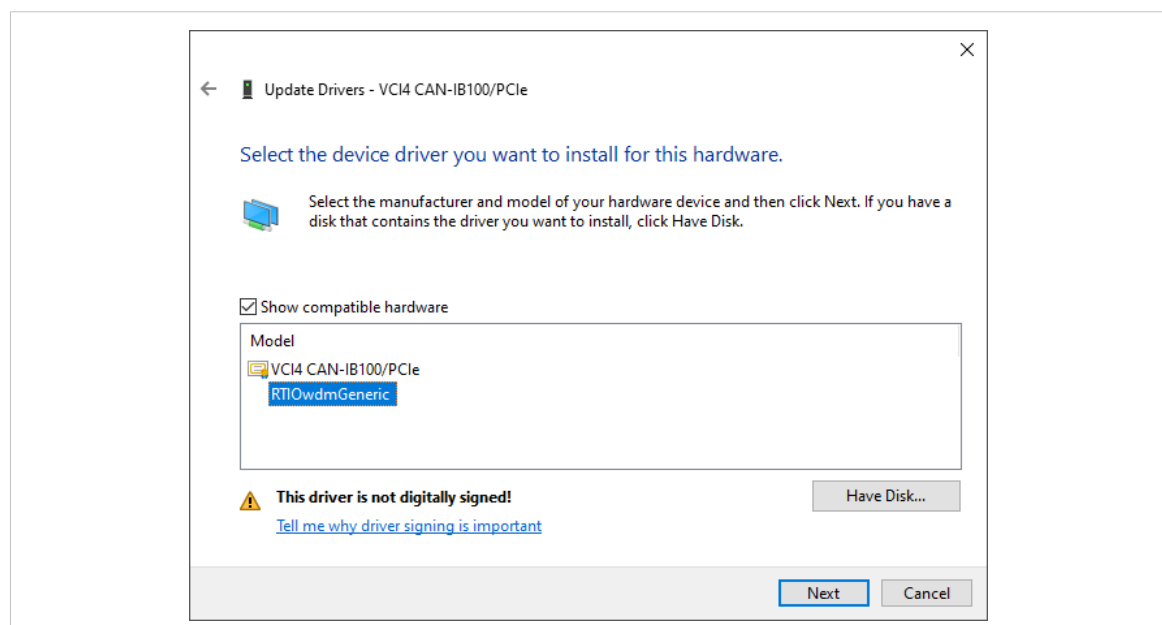 Update Drivers - VCI4 CAN-IB100/PCIe
Select the device driver you want to install for this hardware.
Select the manufacturer and model of your hardware device and then click Next. If you have a
disk that contains the driver you want to install, click Have Disk.
Show compatible hardware
Model
VCI4 CAN-IB100/PCIe
RTIOwdmGeneric
This driver is not digitally signed!
Have Disk...
Tell me why driver signing is important
Next
Cancel